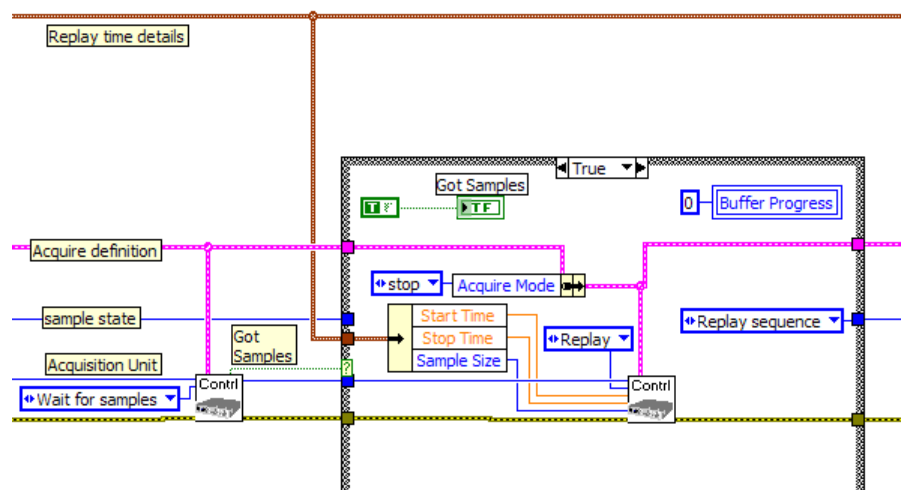 Replay time details
True
Got Samples
T F
TF
0
Buffer Progress
Acquire definition
stop
Acquire Mode
sample state
Start Time
Stop Time
Sample Size
Replay
Replay sequence
Got
Samples
?
Acquisition Unit
Wait for samples
Contrl
Contrl